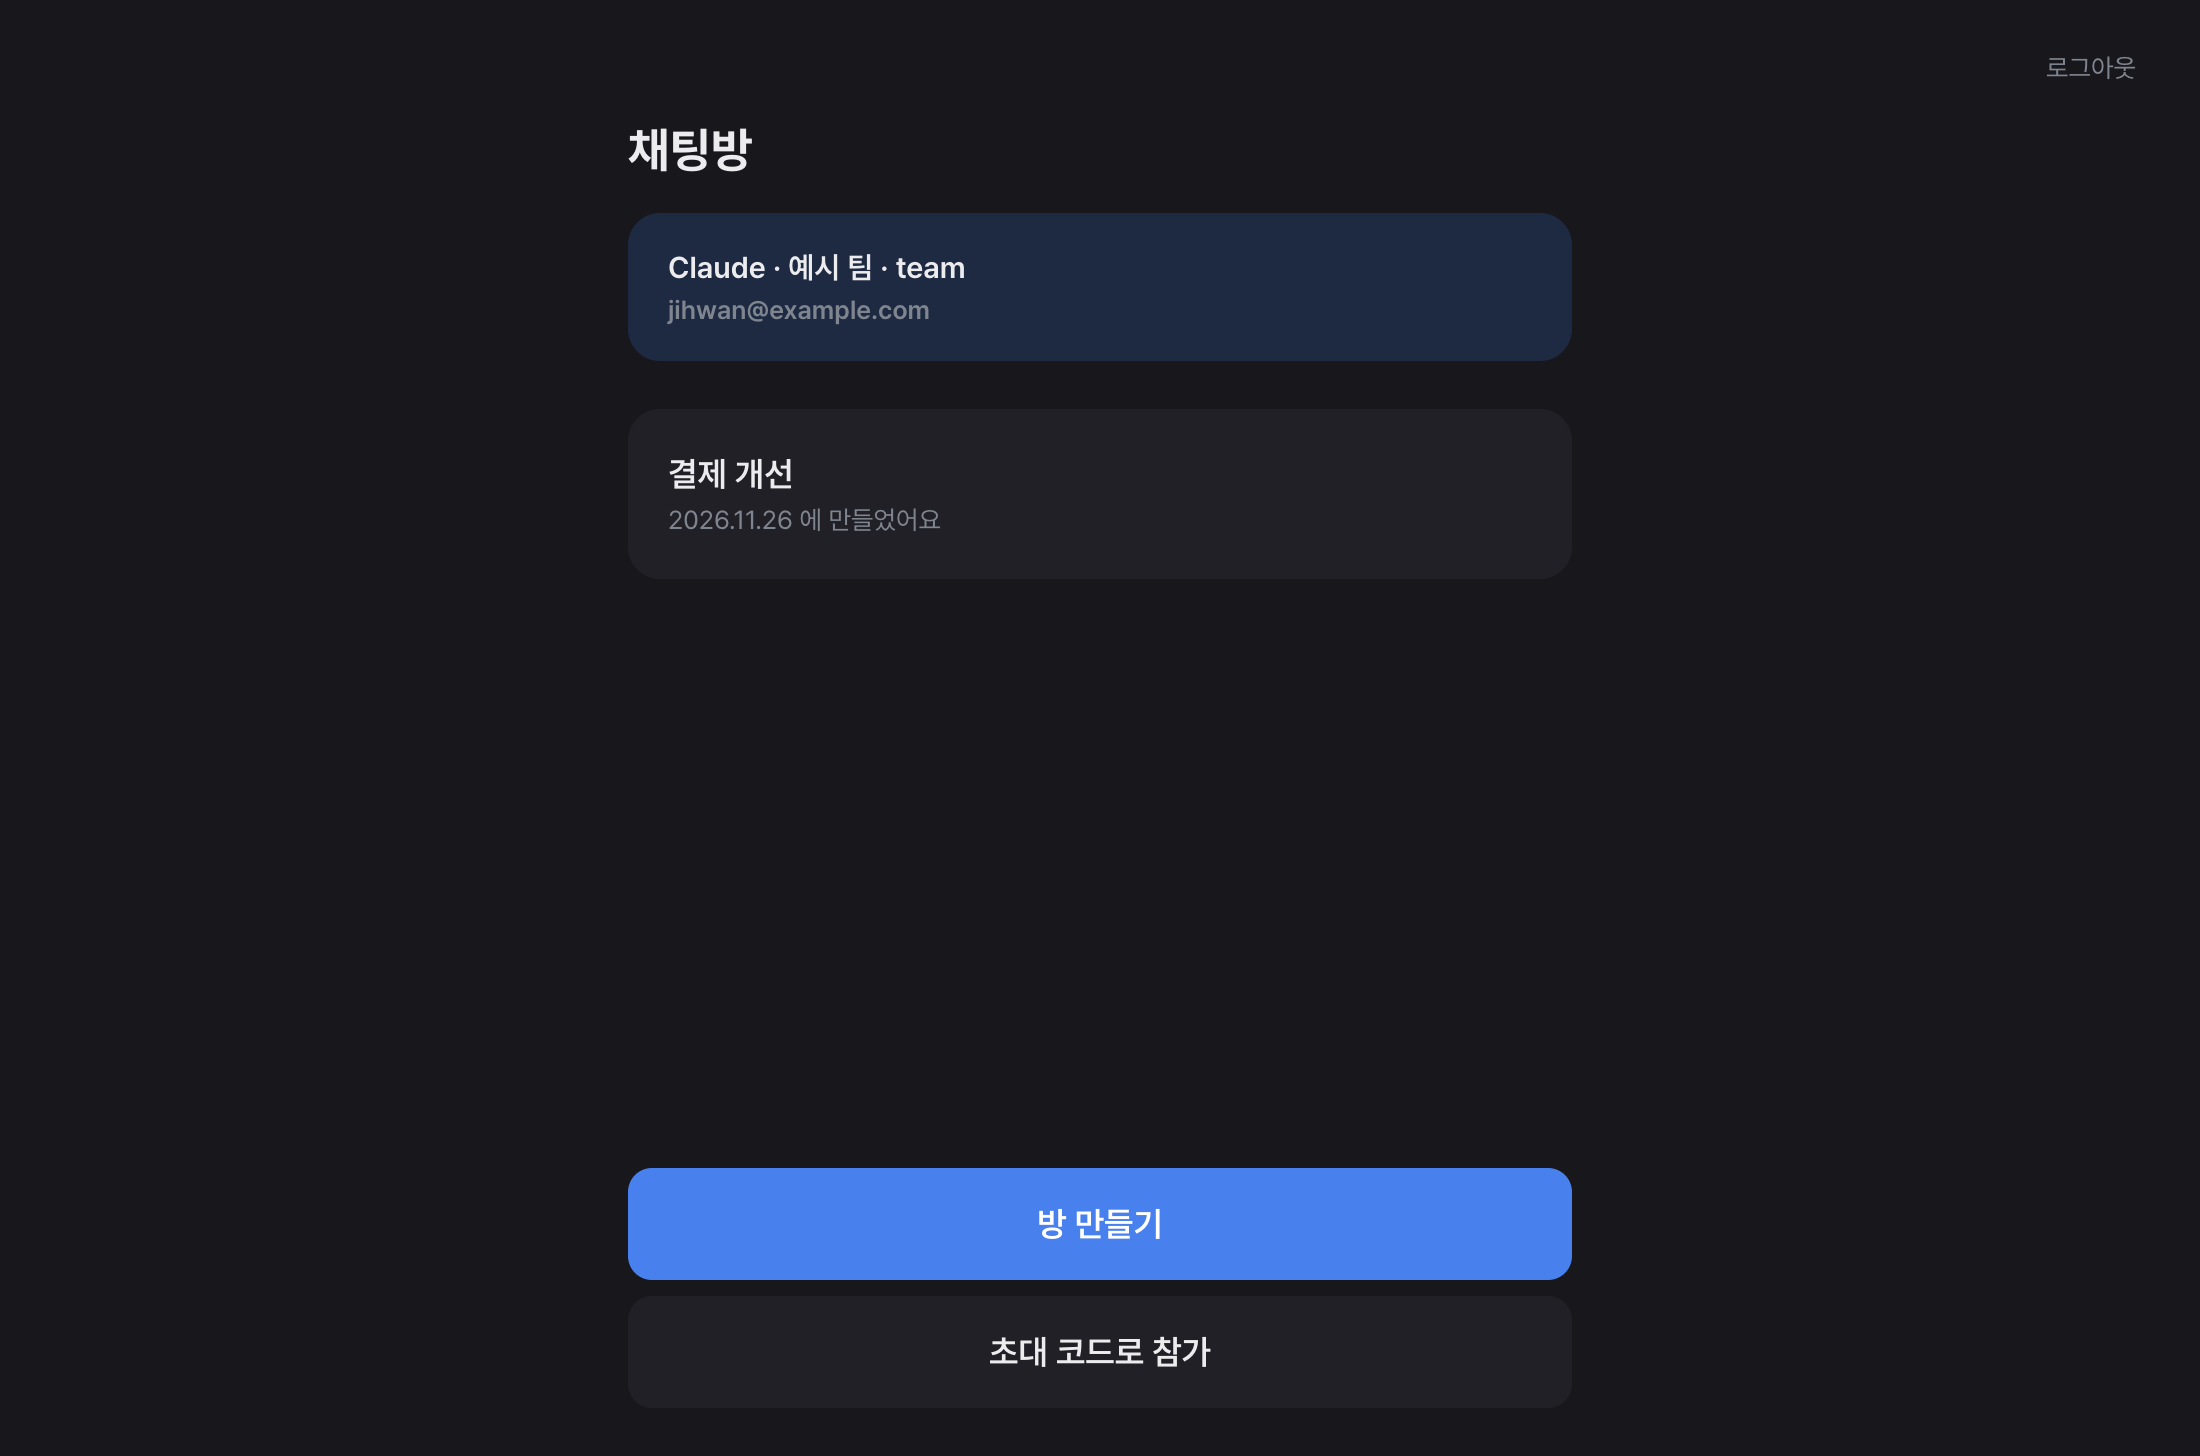 로그아웃
채팅방
Claude · 예시 팀 · team
jihwan@example.com
결제 개선
2026.11.26 에 만들었어요
방 만들기
초대 코드로 참가